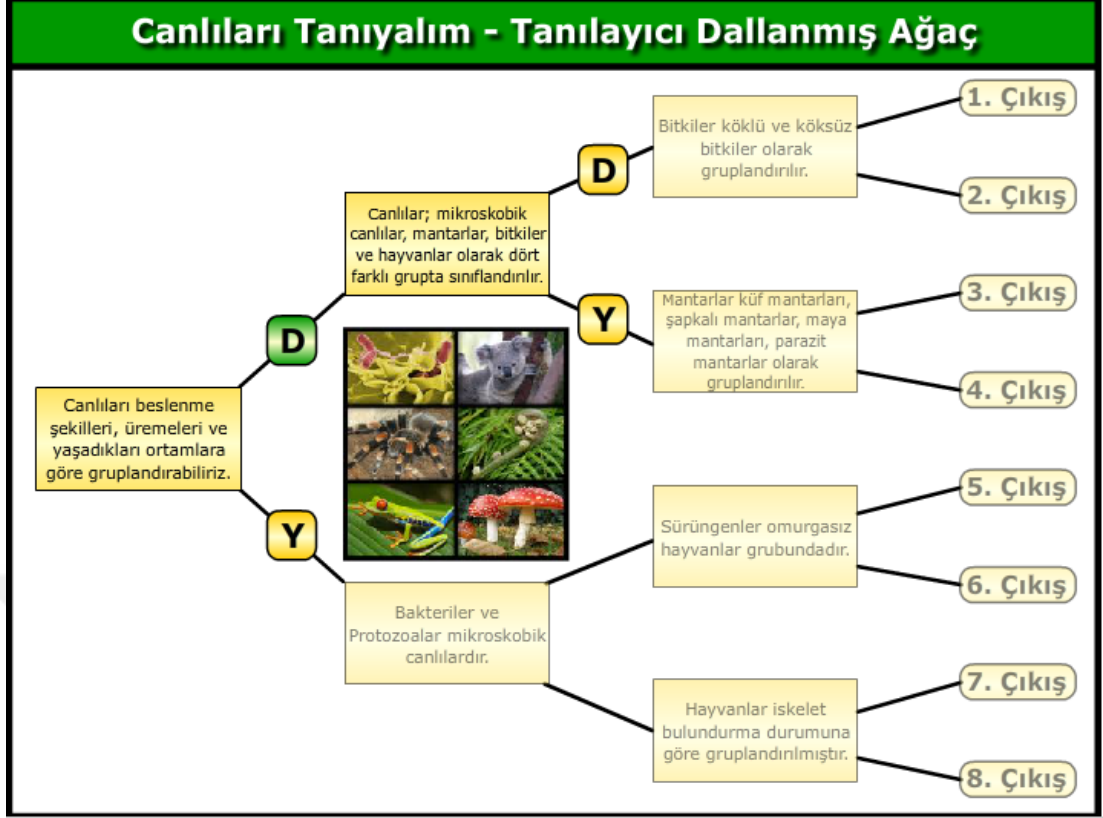 Canlıları Tanıyalım - Tanılayıcı Dallanmış Ağaç
Canlıları beslenme
şekilleri, üremeleri ve
yaşadıkları ortamlara
göre gruplandırabiliriz.
D
Y
Canlılar; mikroskobik
canlılar, mantarlar, bitkiler
ve hayvanlar olarak dört
farklı grupta sınıflandırılır.
Bakteriler ve
Protozoalar mikroskobik
canlılardır.
D
Y
Bitkiler köklü ve köksüz
bitkiler olarak
gruplandırılır.
Mantarlar küf mantarları,
şapkalı mantarlar, maya
mantarları, parazit
mantarlar olarak
gruplandırılır.
Sürüngenler omurgasız
hayvanlar grubundadır.
Hayvanlar iskelet
bulundurma durumuna
göre gruplandırılmıştır.
1. Çıkış
2. Çıkış
3. Çıkış
4. Çıkış
5. Çıkış
6. Çıkış
7. Çıkış
8. Çıkış